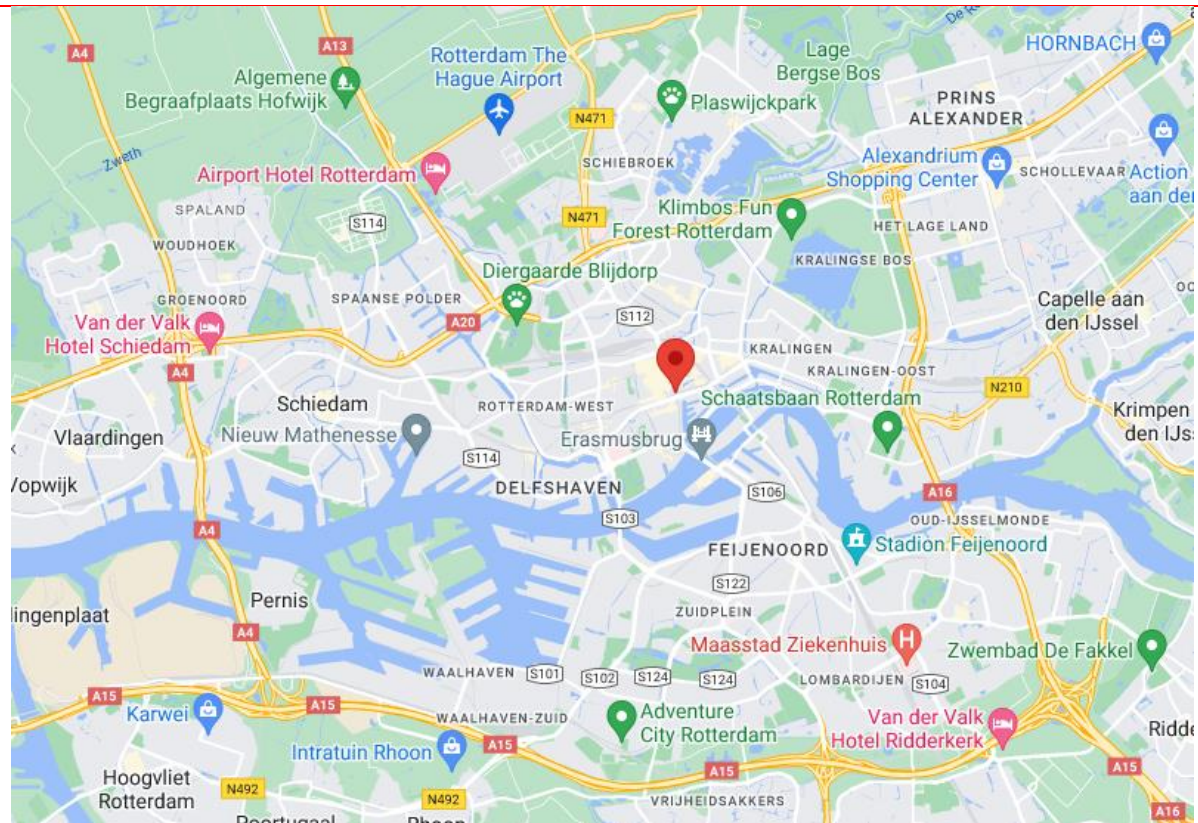 De Ro
A4
A13
Rotterdam The
Hague Airport
Lage
Bergse Bos
HORNBACH
Algemene
Begraafplaats Hofwijk
Plaswijckpark
PRINS
ALEXANDER
N471
Zweth
Airport Hotel Rotterdam
SCHIEBROEK
Alexandrium
Shopping Center
SCHOLLEVAAR
Action
aan den
SPALAND
S114
N471
Klimbos Fun
Forest Rotterdam
HET LAGE LAND
WOUDHOEK
Diergaarde Blijdorp
KRALINGSE BOS
GROENOORD
SPAANSE POLDER
Capelle aan
den IJssel
Van der Valk
Hotel Schiedam
A20
S112
KRALINGEN
A4
KRALINGEN-OOST
N210
Schiedam
ROTTERDAM-WEST
Schaatsbaan Rotterdam
Krimpen
den IJs
Vlaardingen
Nieuw Mathenesse
Erasmusbrug
S114
/opwijk
DELFSHAVEN
S106
A16
A4
S103
OUD-IJSSELMONDE
FEIJENOORD
Stadion Feijenoord
S122
Pernis
lingenplaat
ZUIDPLEIN
A4
Maasstad Ziekenhuis
Zwembad De Fakkel
WAALHAVEN
S101
S102
S124
S124
LOMBARDIJEN
S104
A15
A15
Karwei
WAALHAVEN-ZUID
Adventure
City Rotterdam
Van der Valk
Hotel Ridderkerk
Ridde
A15
Intratuin Rhoon
A15
A15
Hoogvliet
Rotterdam
N492
N492
VRIJHEIDSAKKERS
A16
Poortugaal
Rhoon